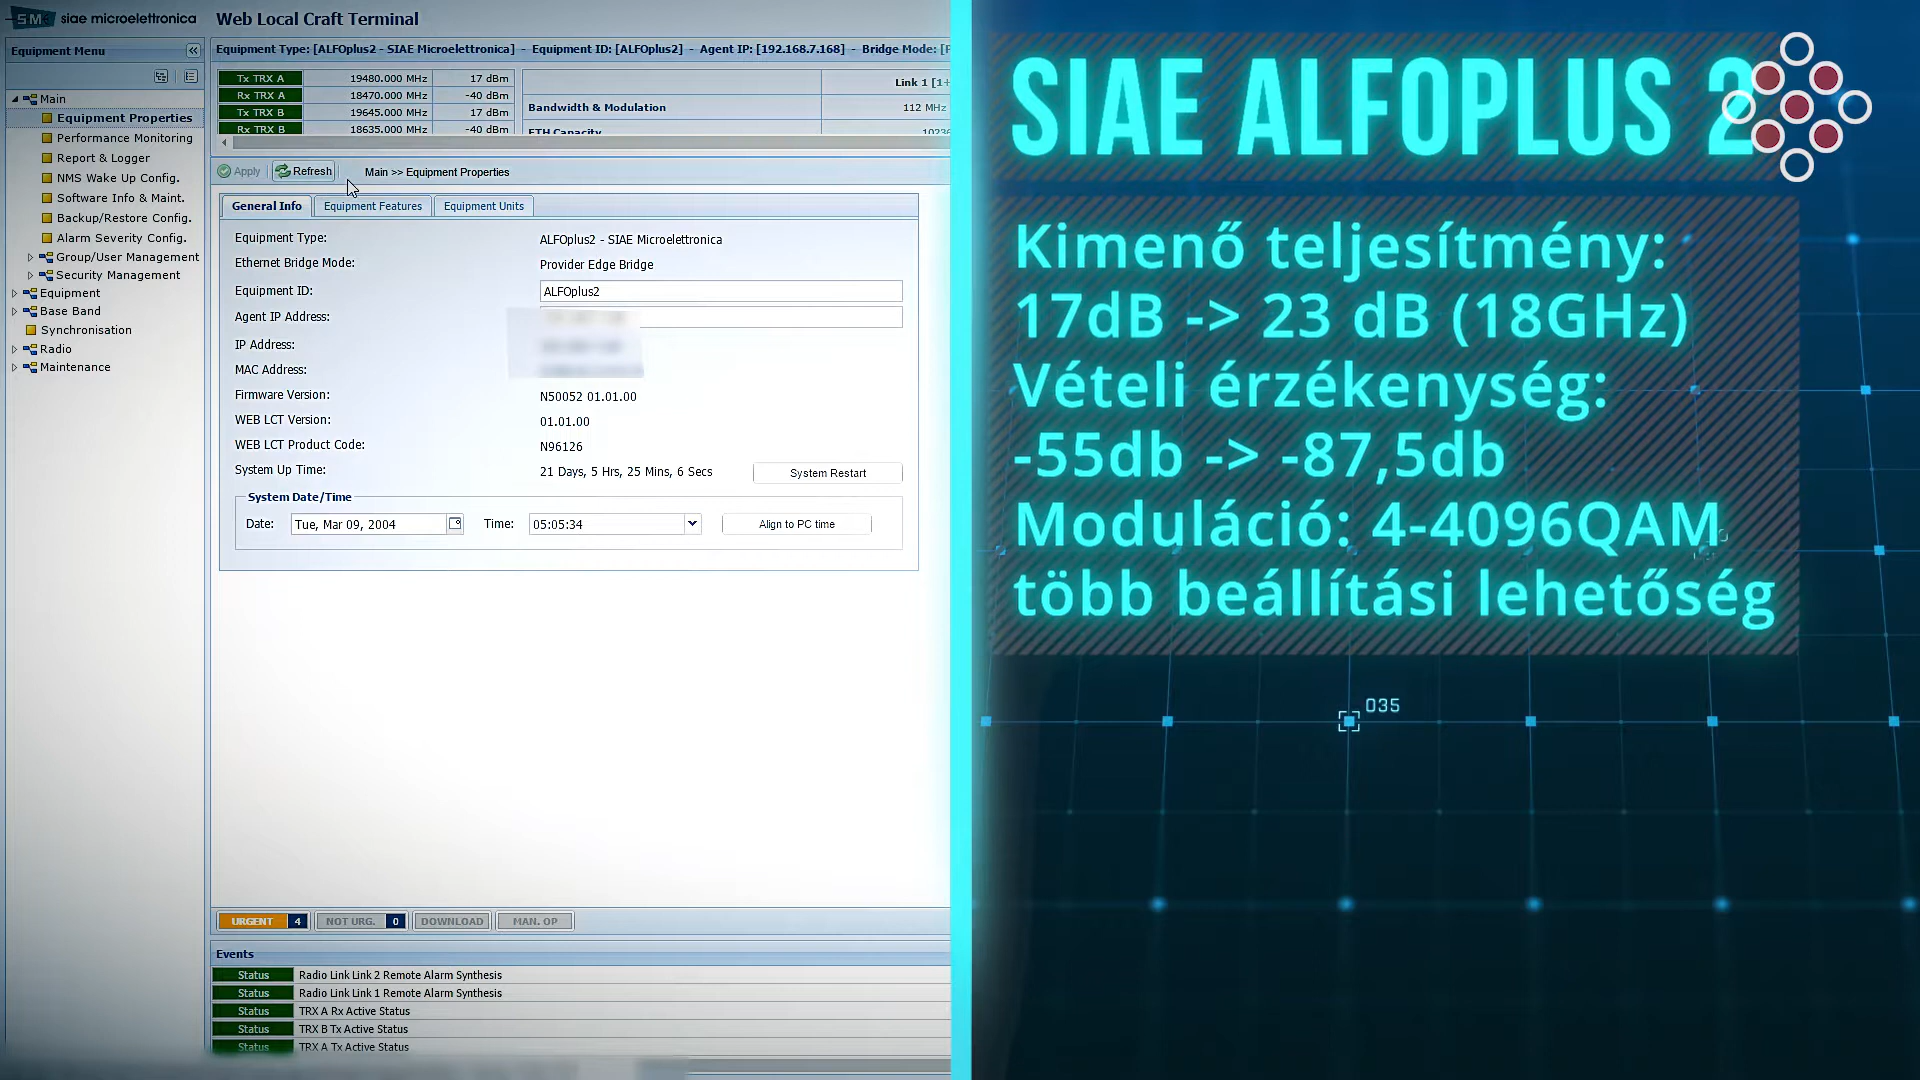 SM siae microelettronica
Web Local Craft Terminal
Equipment Menu
Main
Equipment Properties
Performance Monitoring
Report & Logger
NMS Wake Up Config.
Software Info & Maint.
Backup/Restore Config.
Alarm Severity Config.
Group/User Management
Security Management
Equipment
Base Band
Synchronisation
Radio
Maintenance
Equipment Type: [ALFOplus2 - SIAE Microelettronica] - Equipment ID: [ALFOplus2] - Agent IP: [192.168.7.168] - Bridge Mode:
Tx TRX A 19480.000 MHz 17 dBm
Rx TRX A 18470.000 MHz -40 dBm
Tx TRX B 19645.000 MHz 17 dBm
Rx TRX B 18635.000 MHz -40 dBm
Link 1 [1+
Bandwidth & Modulation 112 MHz
ETH Capacity 10236
Apply Refresh Main >> Equipment Properties
General Info Equipment Features Equipment Units
Equipment Type: ALFOplus2 - SIAE Microelettronica
Ethernet Bridge Mode: Provider Edge Bridge
Equipment ID: ALFOplus2
Agent IP Address:
IP Address:
MAC Address:
Firmware Version: N50052 01.01.00
WEB LCT Version: 01.01.00
WEB LCT Product Code: N96126
System Up Time: 21 Days, 5 Hrs, 25 Mins, 6 Secs System Restart
System Date/Time
Date: Tue, Mar 09, 2004 Time: 05:05:34 Align to PC time
URGENT 4 NOT URG. 0 DOWNLOAD MAN. OP
Events
Status Radio Link Link 2 Remote Alarm Synthesis
Status Radio Link Link 1 Remote Alarm Synthesis
Status TRX A Rx Active Status
Status TRX B Tx Active Status
Status TRX A Tx Active Status
SIAE ALFOPLUS 2
Kimenő teljesítmény:
17dB -> 23 dB (18GHz)
Vételi érzékenység:
-55db -> -87,5db
Moduláció: 4-4096QAM
több beállítási lehetőség
035